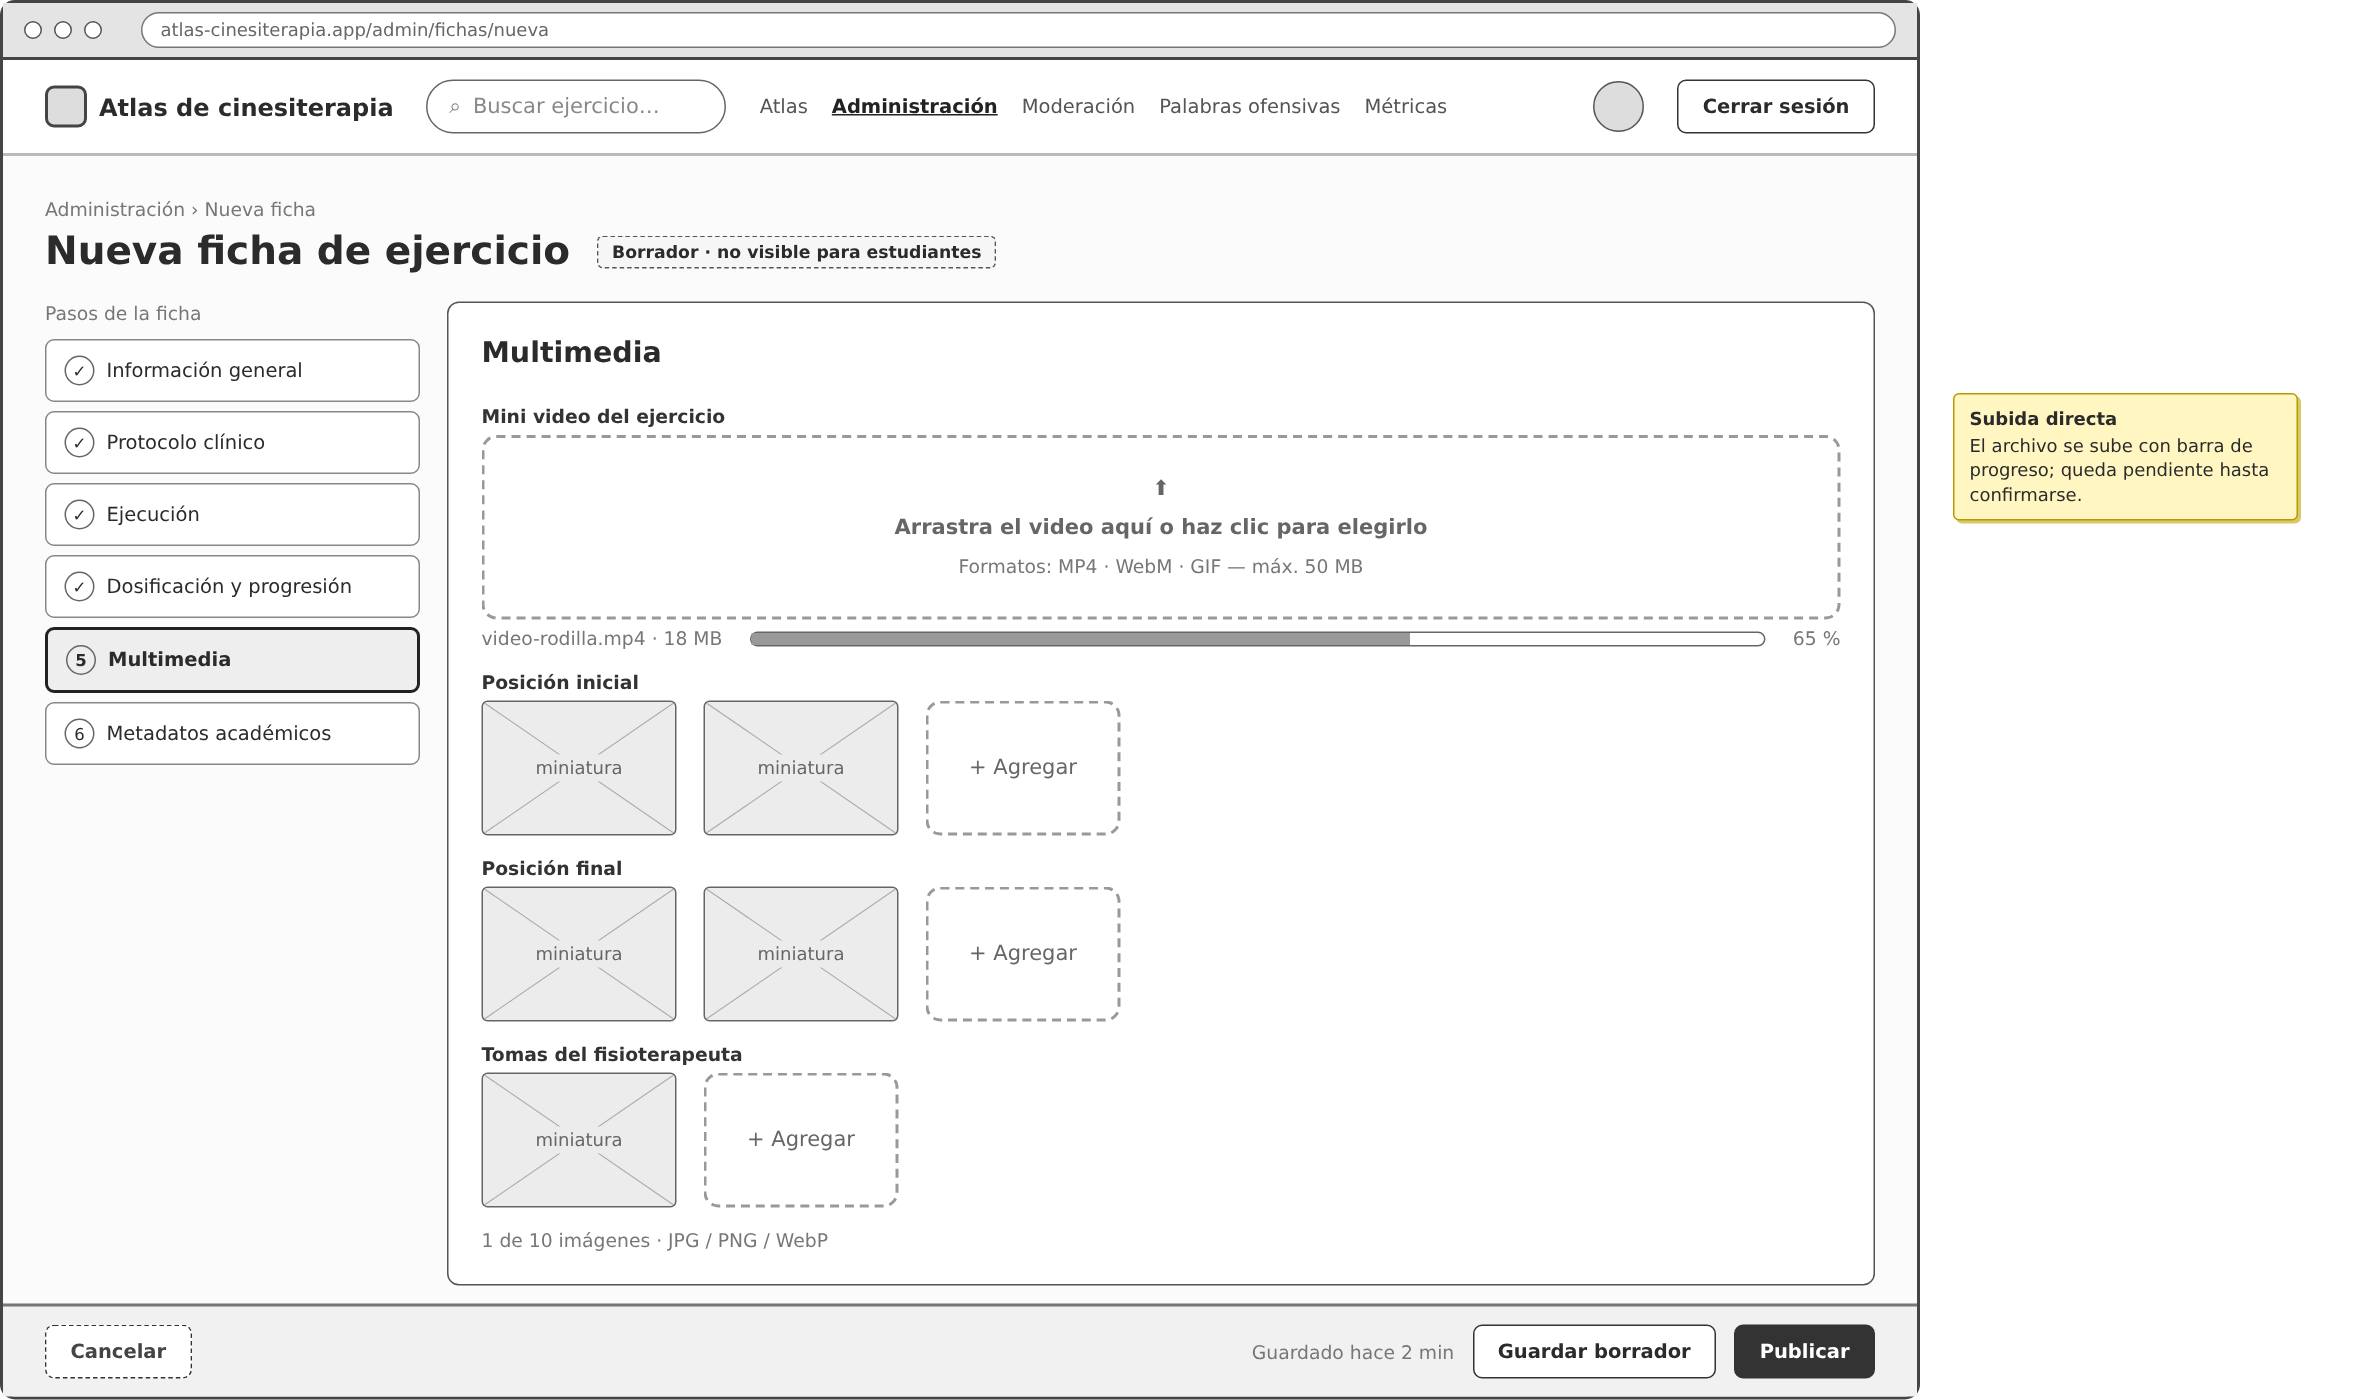 atlas-cinesiterapia.app/admin/fichas/nueva
Atlas de cinesiterapia
Buscar ejercicio...
Atlas
Administración
Moderación
Palabras ofensivas
Métricas
Cerrar sesión
Administración › Nueva ficha
Nueva ficha de ejercicio
Borrador · no visible para estudiantes
Pasos de la ficha
✓ Información general
✓ Protocolo clínico
✓ Ejecución
✓ Dosificación y progresión
5 Multimedia
6 Metadatos académicos
Multimedia
Mini video del ejercicio
⬆
Arrastra el video aquí o haz clic para elegirlo
Formatos: MP4 · WebM · GIF — máx. 50 MB
video-rodilla.mp4 · 18 MB
65 %
Posición inicial
miniatura
miniatura
+ Agregar
Posición final
miniatura
miniatura
+ Agregar
Tomas del fisioterapeuta
miniatura
+ Agregar
1 de 10 imágenes · JPG / PNG / WebP
Cancelar
Guardado hace 2 min
Guardar borrador
Publicar
Subida directa
El archivo se sube con barra de
progreso; queda pendiente hasta
confirmarse.